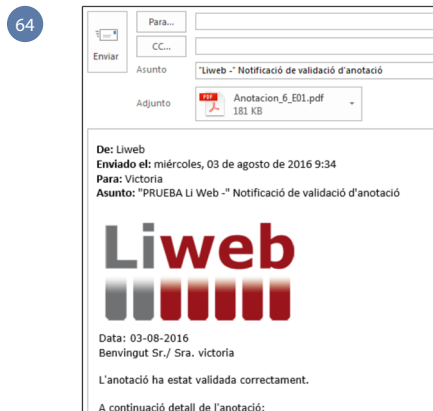 64
Para...
CC...
Enviar
Asunto
"Liweb -" Notificació de validació d'anotació
Adjunto
PDF
Anotacion_6_E01.pdf
181 KB
De: Liweb
Enviado el: miércoles, 03 de agosto de 2016 9:34
Para: Victoria
Asunto: "PRUEBA Li Web -" Notificació de validació d'anotació
Liweb
Data: 03-08-2016
Benvingut Sr./ Sra. victoria
L'anotació ha estat validada correctament.
A continuació detall de l'anotació: